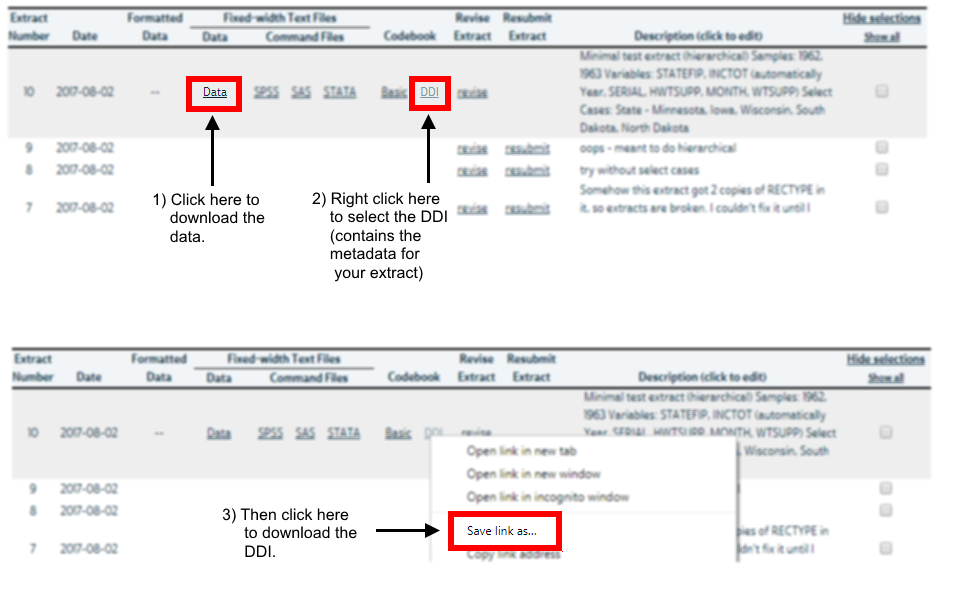 Extract Formatted Fixed-width Text Files Revise Resubmit Hide selections
Number Date Data Data Command Files Codebook Extract Extract Description (click to edit) Show all
Minimal test extract (hierarchical) Samples: 1962,
1963 Variables: STATEFIP, INCTOT (automatically
10 2017-08-02 -- Data SPSS SAS STATA Basic DDI revise Year, SERIAL, HWTSUPP, MONTH, WTSUPP) Select
Cases: State - Minnesota, Iowa, Wisconsin, South
Dakota, North Dakota
9 2017-08-02 revise resubmit oops - meant to do hierarchical
8 2017-08-02 revise resubmit try without select cases
Somehow this extract got 2 copies of RECTYPE in
7 2017-08-02 revise resubmit it, so extracts are broken. I couldn't fix it until I
1) Click here to
download the
data.
2) Right click here
to select the DDI
(contains the
metadata for
your extract)
Extract Formatted Fixed-width Text Files Revise Resubmit Hide selections
Number Date Data Data Command Files Codebook Extract Extract Description (click to edit) Show all
Minimal test extract (hierarchical) Samples: 1962,
1963 Variables: STATEFIP, INCTOT (automatically
10 2017-08-02 -- Data SPSS SAS STATA Basic DDI revise Year, SERIAL, HWTSUPP, MONTH, WTSUPP) Select
Wisconsin, South
9 2017-08-02
8 2017-08-02
pies of RECTYPE in
7 2017-08-02 ldn't fix it until I
Open link in new tab
Open link in new window
Open link in incognito window
Save link as...
Copy link address
3) Then click here
to download the
DDI.